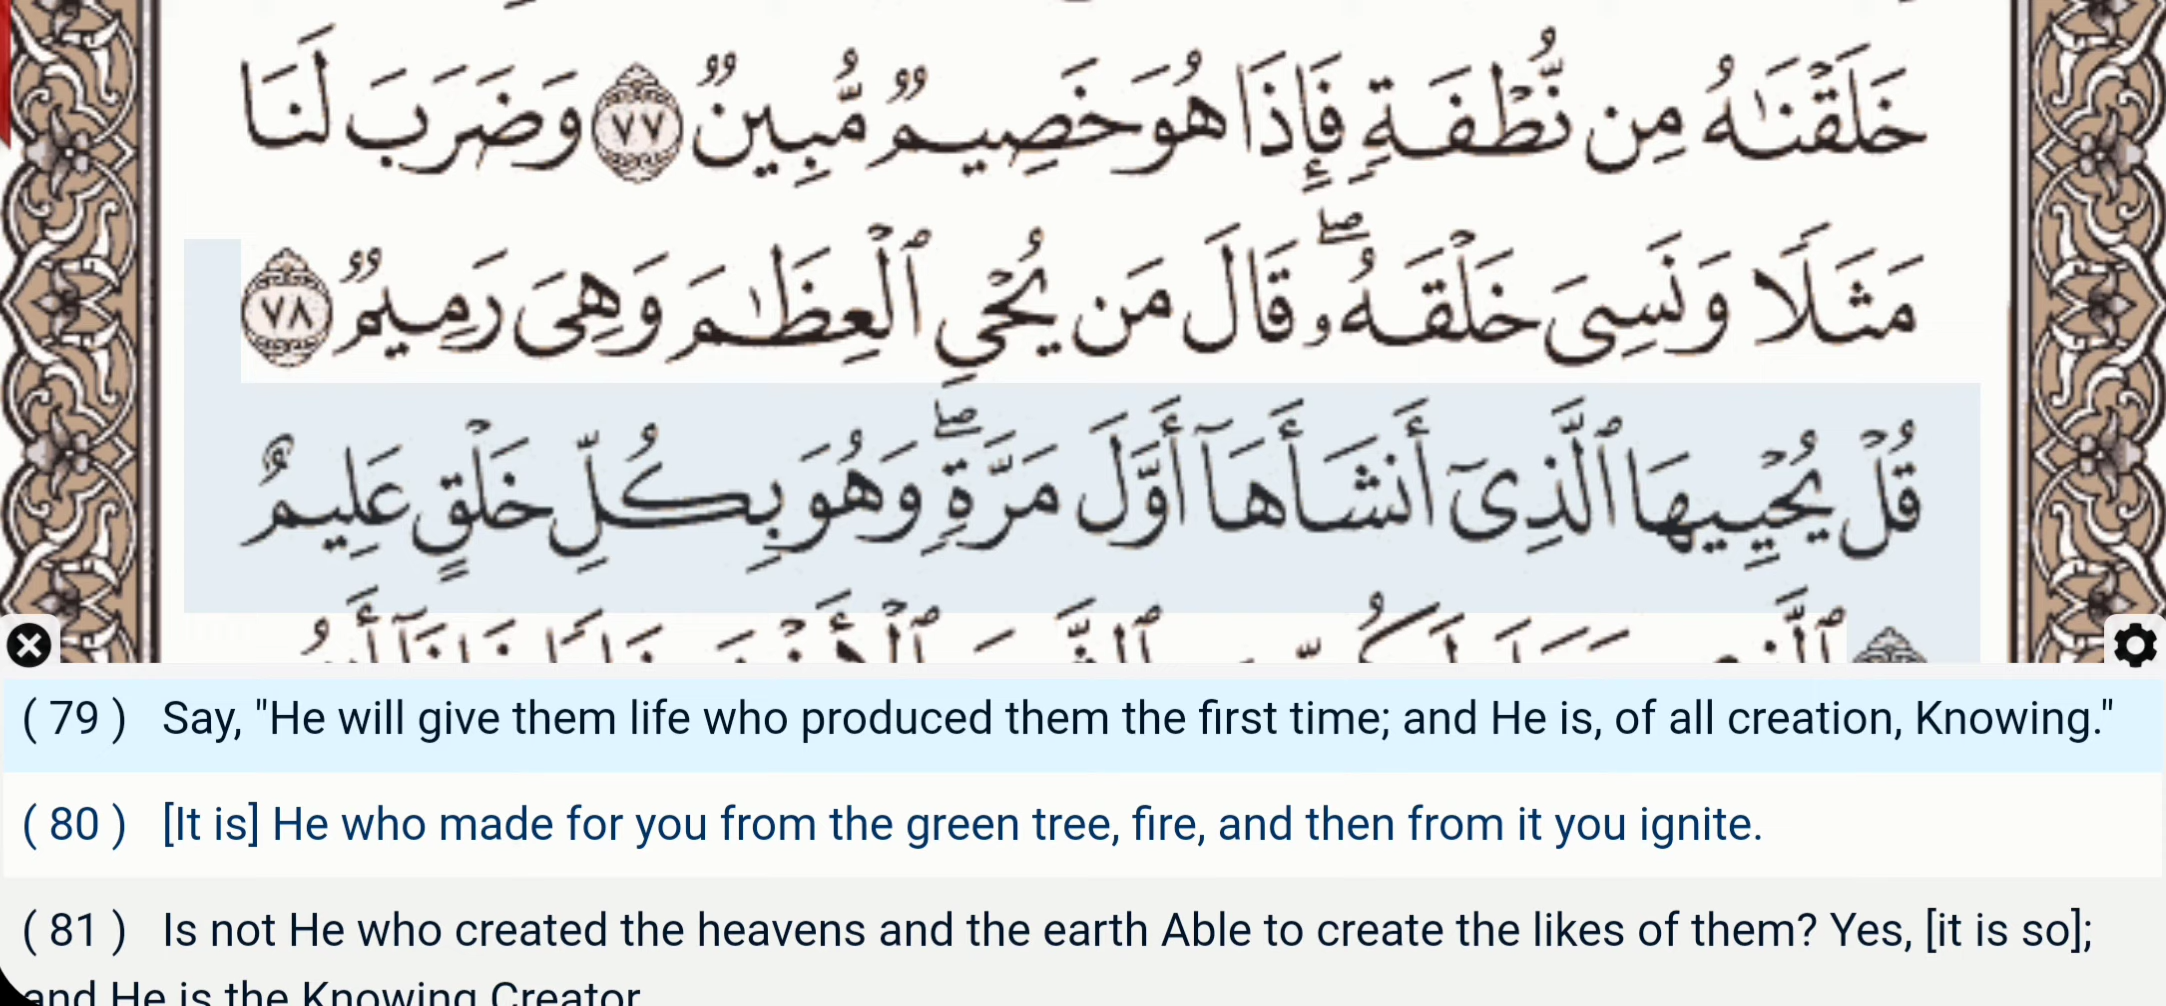 خَلَقْنَٰهُ مِن نُّطْفَةٍ فَإِذَا هُوَ خَصِيمٌ مُّبِينٌ ٧٧ وَضَرَبَ لَنَا
مَثَلًا وَنَسِىَ خَلْقَهُۥ ۖ قَالَ مَن يُحْىِ ٱلْعِظَٰمَ وَهِىَ رَمِيمٌ ٧٨
قُلْ يُحْيِيهَا ٱلَّذِىٓ أَنشَأَهَآ أَوَّلَ مَرَّةٍ ۖ وَهُوَ بِكُلِّ خَلْقٍ عَلِيمٌ
( 79 ) Say, "He will give them life who produced them the first time; and He is, of all creation, Knowing."
( 80 ) [It is] He who made for you from the green tree, fire, and then from it you ignite.
( 81 ) Is not He who created the heavens and the earth Able to create the likes of them? Yes, [it is so];
and He is the Knowing Creator.